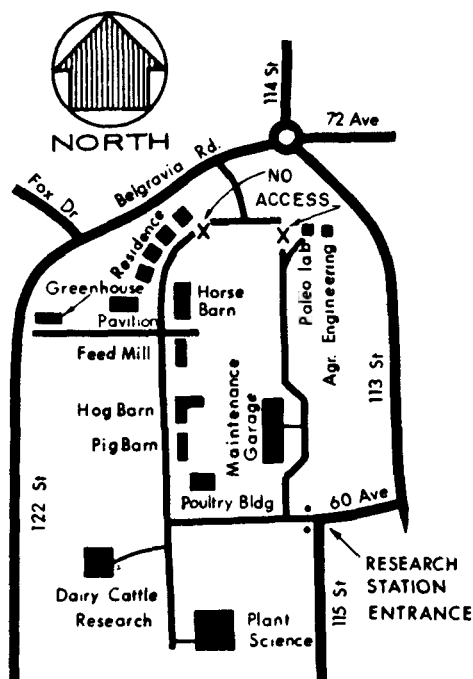 NORTH
114 St
72 Ave
Fox Dr
Belgravia Rd.
NO
ACCESS
Residence
Greenhouse
Pavilion
Horse
Barn
Paleo lab
Agr. Engineering
Feed Mill
Hog Barn
Pig Barn
Maintenance
Garage
113 St
122 St
Poultry Bldg
60 Ave
RESEARCH
STATION
ENTRANCE
Dairy Cattle
Research
Plant
Science
115 St